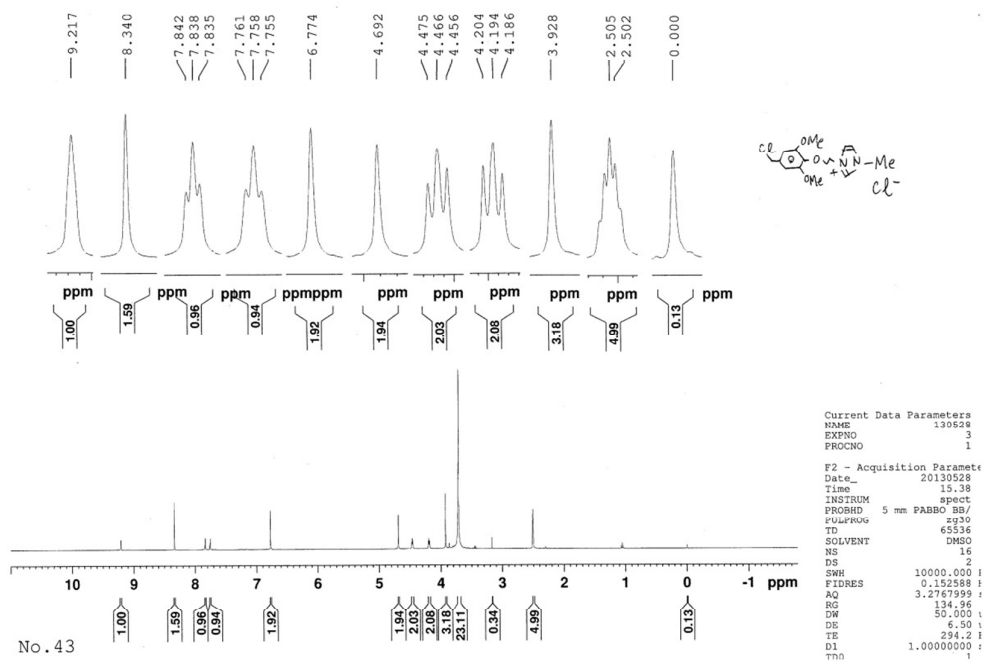 9.217
8.340
7.842
7.838
7.835
7.761
7.758
7.755
6.774
4.692
4.475
4.466
4.456
4.204
4.194
4.186
3.928
2.505
2.502
0.000
Cl OMe O N N -Me
OMe + Cl-
ppm ppm ppm ppmppm ppm ppm ppm ppm ppm ppm
1.00 1.59 0.96 0.94 1.92 1.94 2.03 2.08 3.18 4.99 0.13
10 9 8 7 6 5 4 3 2 1 0 -1 ppm
1.00 1.59 0.96 0.94 1.92 1.94 2.03 2.08 3.18 23.11 0.34 4.99 0.13
No.43
Current Data Parameters
NAME 130529
EXPNO 3
PROCNO 1
F2 - Acquisition Paramete
Date_ 20130528
Time 15.38
INSTRUM spect
PROBHD 5 mm PABBO BB/
PULPROG zg30
TD 65536
SOLVENT DMSO
NS 16
DS 2
SWH 10000.000
FIDRES 0.152588
AQ 3.2767999
RG 134.96
DW 50.000
DE 6.50
TE 294.2
D1 1.00000000
TD0 1